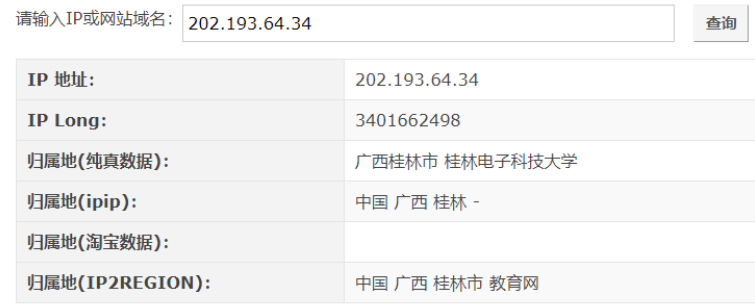 请输入IP或网站域名: 202.193.64.34 查询
IP 地址: 202.193.64.34
IP Long: 3401662498
归属地(纯真数据): 广西桂林市 桂林电子科技大学
归属地(ipip): 中国 广西 桂林 -
归属地(淘宝数据):
归属地(IP2REGION): 中国 广西 桂林市 教育网